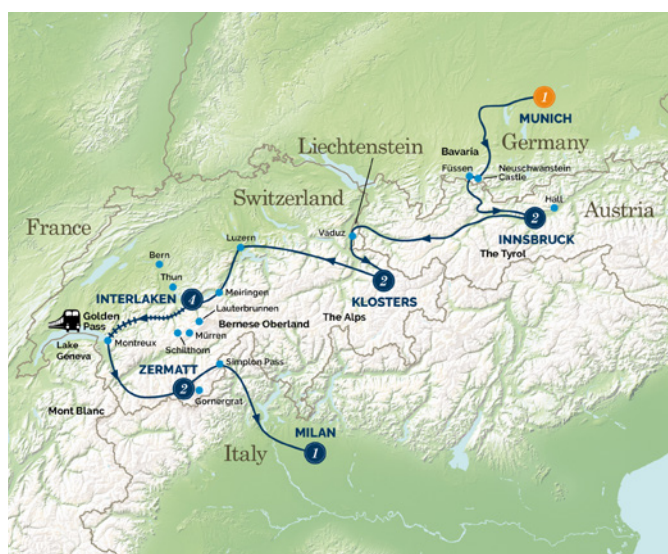 1
MUNICH
Germany
Bavaria
Füssen
Neuschwanstein
Castle
Liechtenstein
Switzerland
Hall
Austria
2
INNSBRUCK
The Tyrol
France
Vaduz
Luzern
Bern
Thun
2
KLOSTERS
The Alps
INTERLAKEN
4
Meiringen
Lauterbrunnen
Bernese Oberland
Golden
Pass
Lake
Geneva
Montreux
Mürren
Schilthorn
ZERMATT
2
Simplon Pass
Gornergrat
Mont Blanc
MILAN
1
Italy